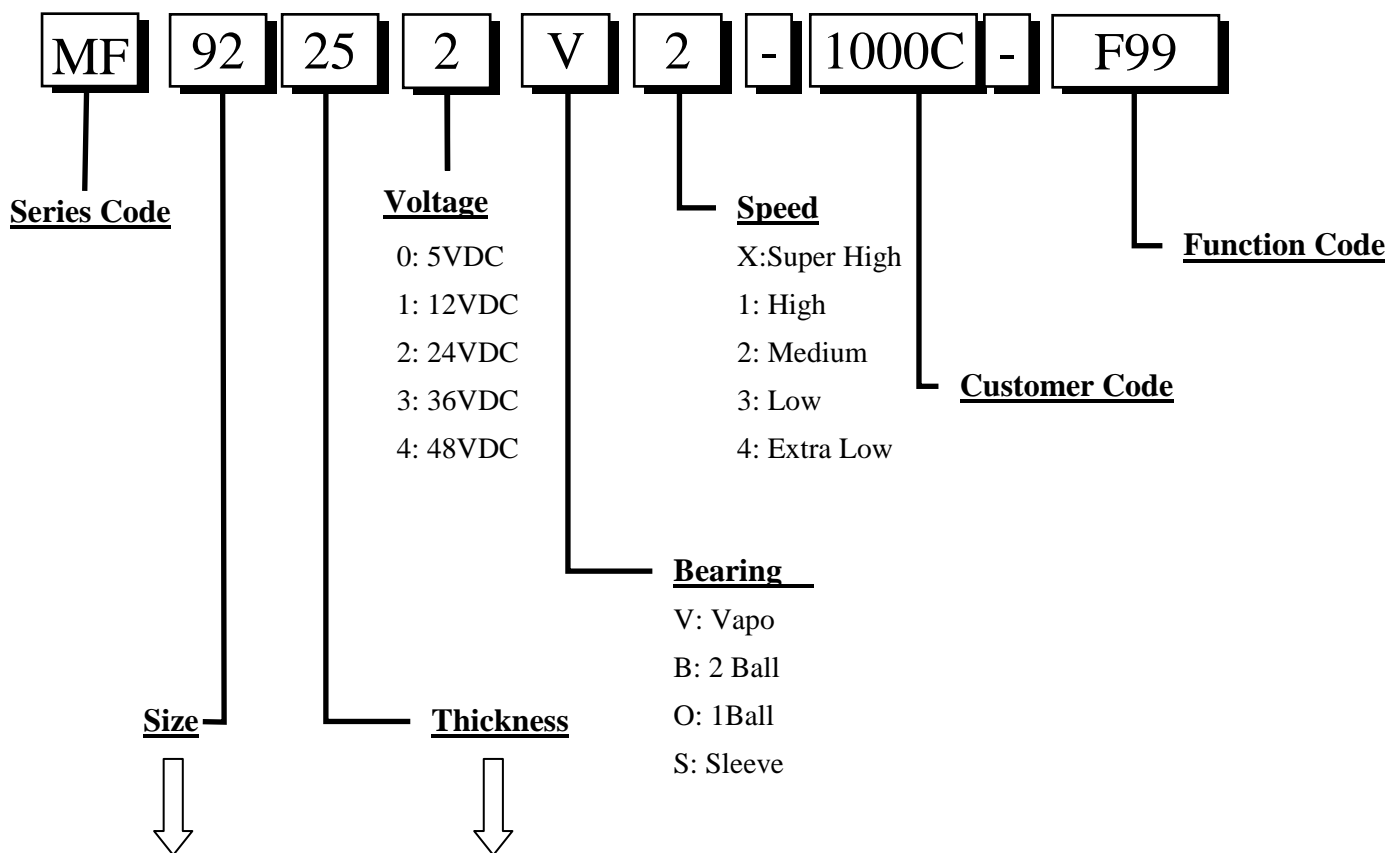 MF 92 25 2 V 2 - 1000C - F99
Series Code
Voltage
0: 5VDC
1: 12VDC
2: 24VDC
3: 36VDC
4: 48VDC
Speed
X:Super High
1: High
2: Medium
3: Low
4: Extra Low
Function Code
Customer Code
Bearing
V: Vapo
B: 2 Ball
O: 1Ball
S: Sleeve
Size
Thickness